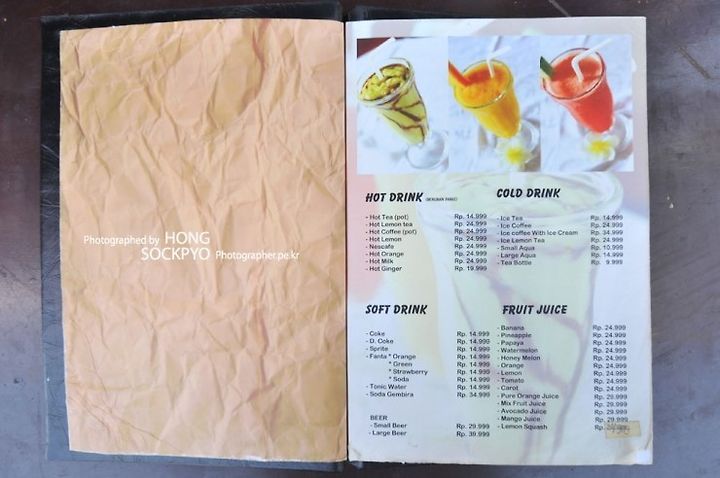 Photographed by HONG
SOCKPYO Photographer.pe.kr
HOT DRINK
- Hot Tea (pot) Rp. 14.999
- Hot Lemon tea Rp. 24.999
- Hot Coffee (pot) Rp. 24.999
- Hot Lemon Rp. 24.999
- Nescafe Rp. 24.999
- Hot Orange Rp. 24.999
- Hot Milk Rp. 24.999
- Hot Ginger Rp. 19.999
COLD DRINK
- Ice Tea Rp. 14.999
- Ice Coffee Rp. 24.999
- Ice coffee With Ice Cream Rp. 34.999
- Ice Lemon Tea Rp. 24.999
- Small Aqua Rp. 10.999
- Large Aqua Rp. 14.999
- Tea Bottle Rp. 9.999
SOFT DRINK
- Coke Rp. 14.999
- D. Coke Rp. 14.999
- Sprite Rp. 14.999
- Fanta * Orange Rp. 14.999
* Green Rp. 14.999
* Strawberry Rp. 14.999
* Soda Rp. 14.999
- Tonic Water Rp. 14.999
- Soda Gembira Rp. 34.999
BEER
- Small Beer Rp. 29.999
- Large Beer Rp. 39.999
FRUIT JUICE
- Banana Rp. 24.999
- Pineapple Rp. 24.999
- Papaya Rp. 24.999
- Watermelon Rp. 24.999
- Honey Melon Rp. 24.999
- Orange Rp. 24.999
- Lemon Rp. 24.999
- Tomato Rp. 24.999
- Carot Rp. 24.999
- Pure Orange Juice Rp. 29.999
- Mix Fruit Juice Rp. 29.999
- Avocado Juice Rp. 29.999
- Mango Juice Rp. 29.999
- Lemon Squash Rp.